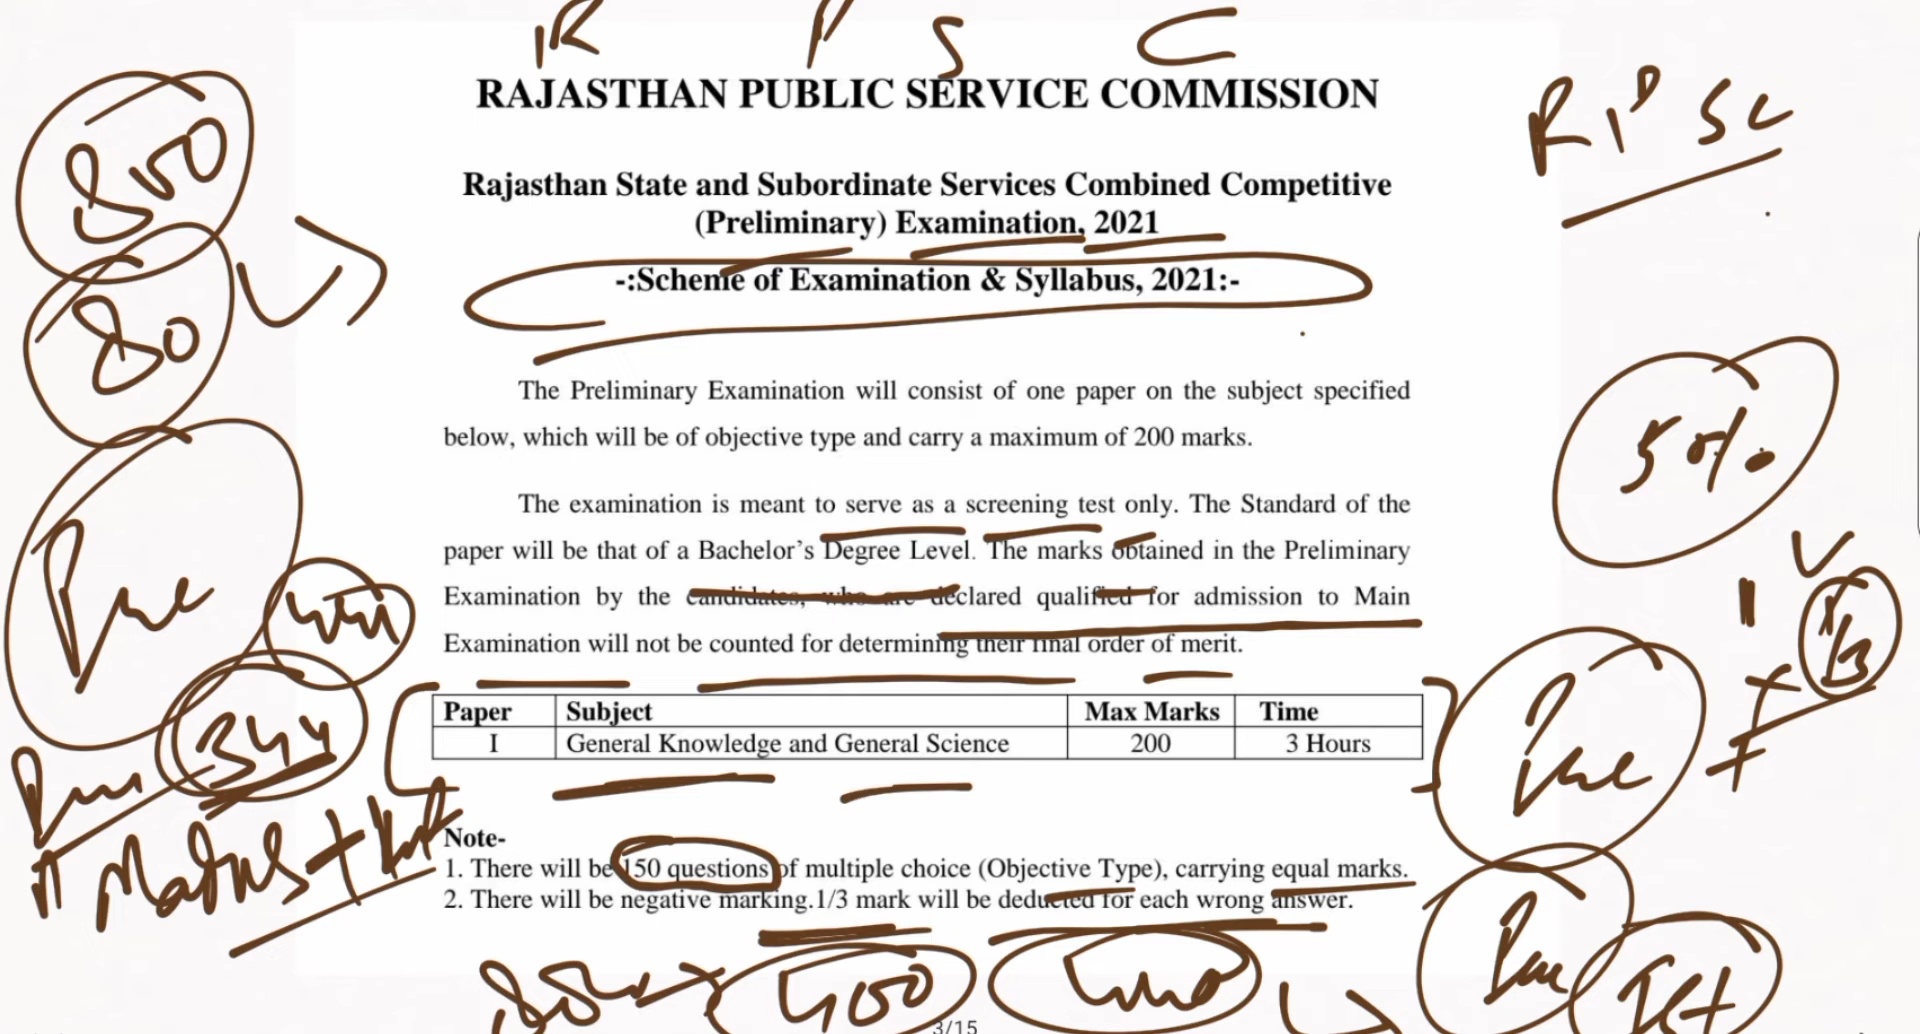 R P S C
RAJASTHAN PUBLIC SERVICE COMMISSION
RPSC
800
Rajasthan State and Subordinate Services Combined Competitive
(Preliminary) Examination, 2021
-:Scheme of Examination & Syllabus, 2021:-
80
The Preliminary Examination will consist of one paper on the subject specified
below, which will be of objective type and carry a maximum of 200 marks.
50%
The examination is meant to serve as a screening test only. The Standard of the
paper will be that of a Bachelor's Degree Level. The marks obtained in the Preliminary
Examination by the candidates, who are declared qualified for admission to Main
Examination will not be counted for determining their final order of merit.
Pre
1/3
Paper Subject Max Marks Time
I General Knowledge and General Science 200 3 Hours
344
Pre
Maths +
Note-
1. There will be 150 questions of multiple choice (Objective Type), carrying equal marks.
2. There will be negative marking.1/3 mark will be deducted for each wrong answer.
400
Pre
3/15